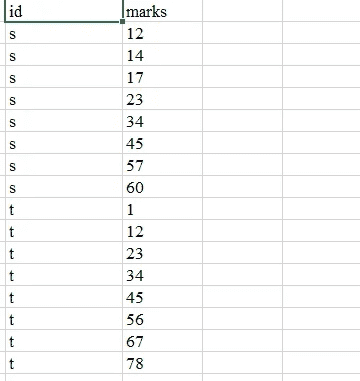 id marks
s 12
s 14
s 17
s 23
s 34
s 45
s 57
s 60
t 1
t 12
t 23
t 34
t 45
t 56
t 67
t 78